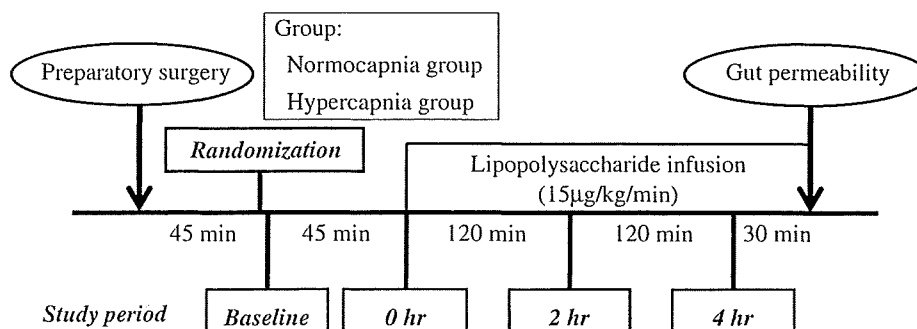 Group:
Normocapnia group
Hypercapnia group
Preparatory surgery
Gut permeability
Randomization
Lipopolysaccharide infusion
(15μg/kg/min)
45 min
45 min
120 min
120 min
30 min
Study period
Baseline
0 hr
2 hr
4 hr